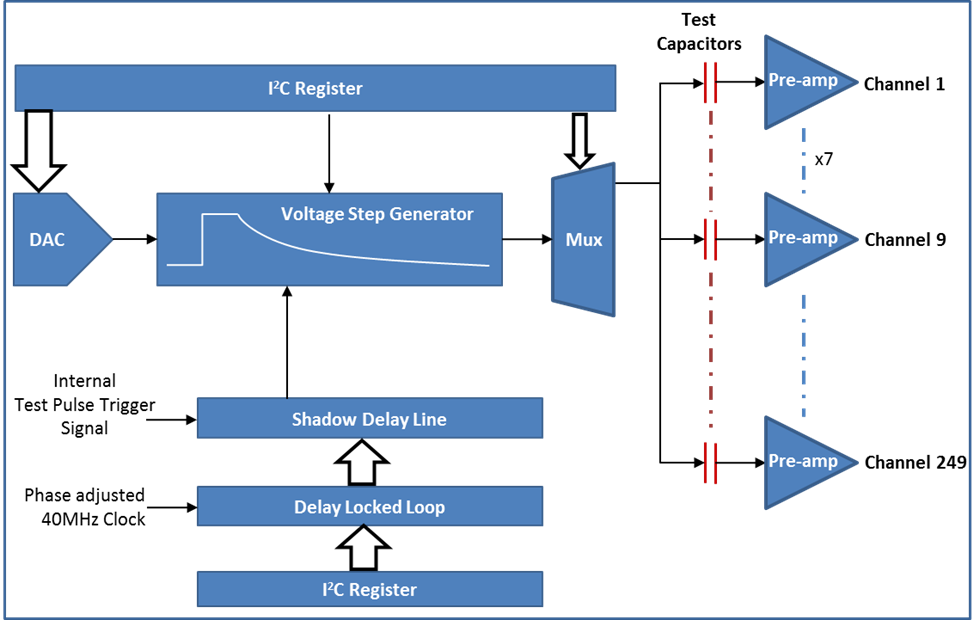 Test
Capacitors
I²C Register
Pre-amp
Channel 1
x7
DAC
Voltage Step Generator
Mux
Pre-amp
Channel 9
Internal
Test Pulse Trigger
Signal
Shadow Delay Line
Pre-amp
Channel 249
Phase adjusted
40MHz Clock
Delay Locked Loop
I²C Register